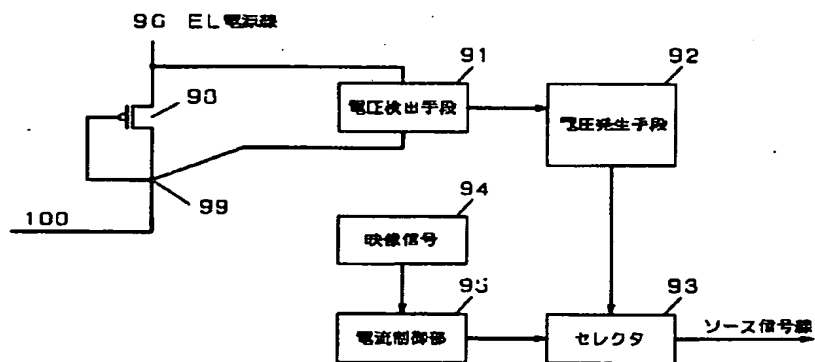 96 EL電源線
91
92
98
電圧検出手段
電圧発生手段
99
94
100
映像信号
95
93
電流制御部
セレクタ
ソース信号線